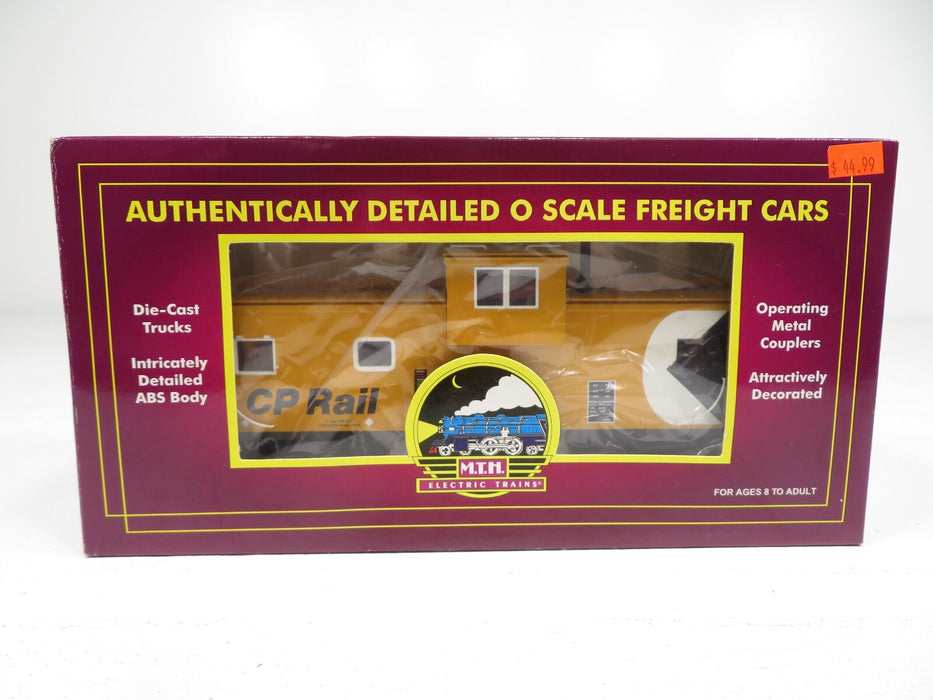 $ 44.99
AUTHENTICALLY DETAILED O SCALE FREIGHT CARS
Die-Cast
Trucks
Intricately
Detailed
ABS Body
Operating
Metal
Couplers
Attractively
Decorated
CP Rail
M.T.H.
ELECTRIC TRAINS®
FOR AGES 8 TO ADULT